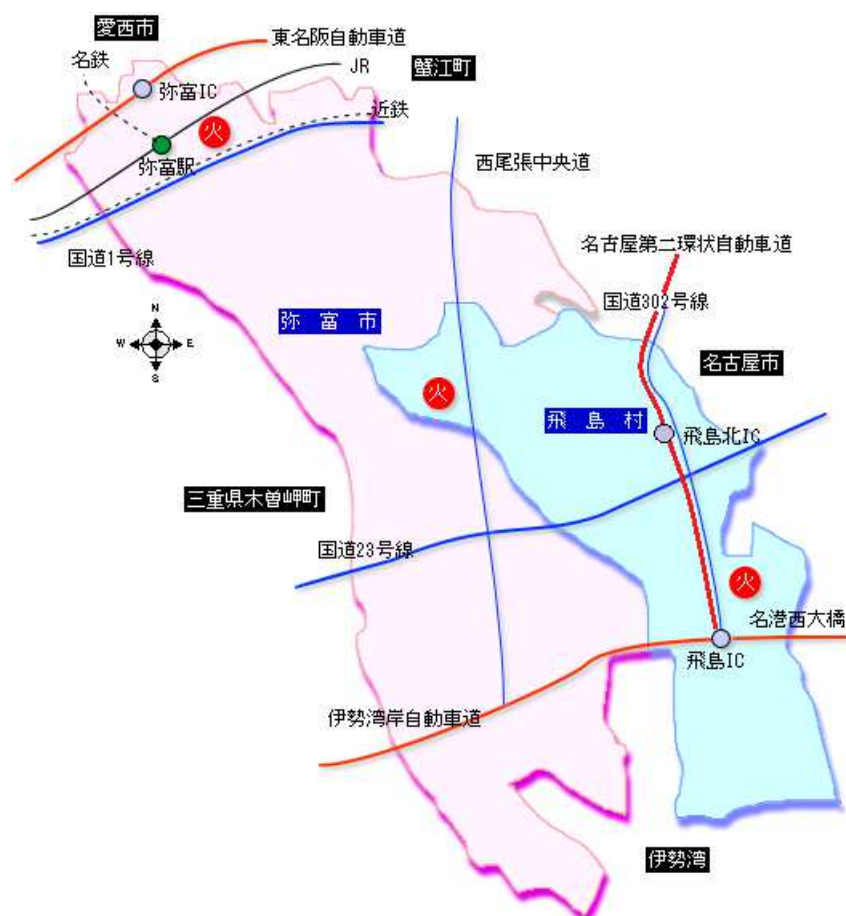 愛西市
東名阪自動車道
名鉄
JR
蟹江町
弥富IC
近鉄
火
弥富駅
西尾張中央道
国道1号線
名古屋第二環状自動車道
国道302号線
N
W
E
S
弥富市
名古屋市
火
飛島村
飛島北IC
三重県木曽岬町
国道23号線
火
名港西大橋
飛島IC
伊勢湾岸自動車道
伊勢湾